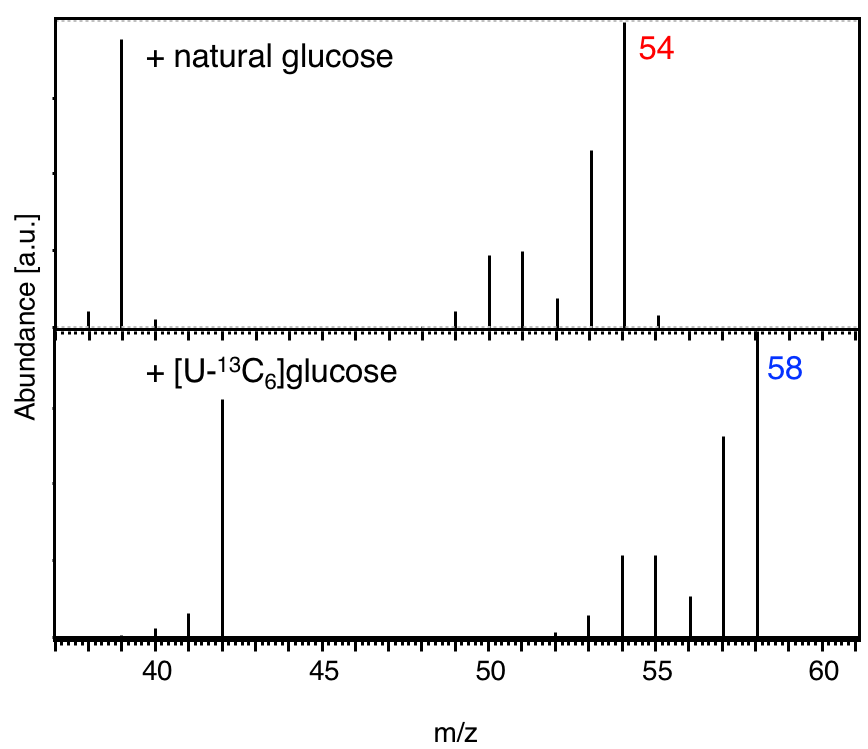 + natural glucose
54
+ [U-¹³C₆]glucose
58
Abundance [a.u.]
40 45 50 55 60
m/z